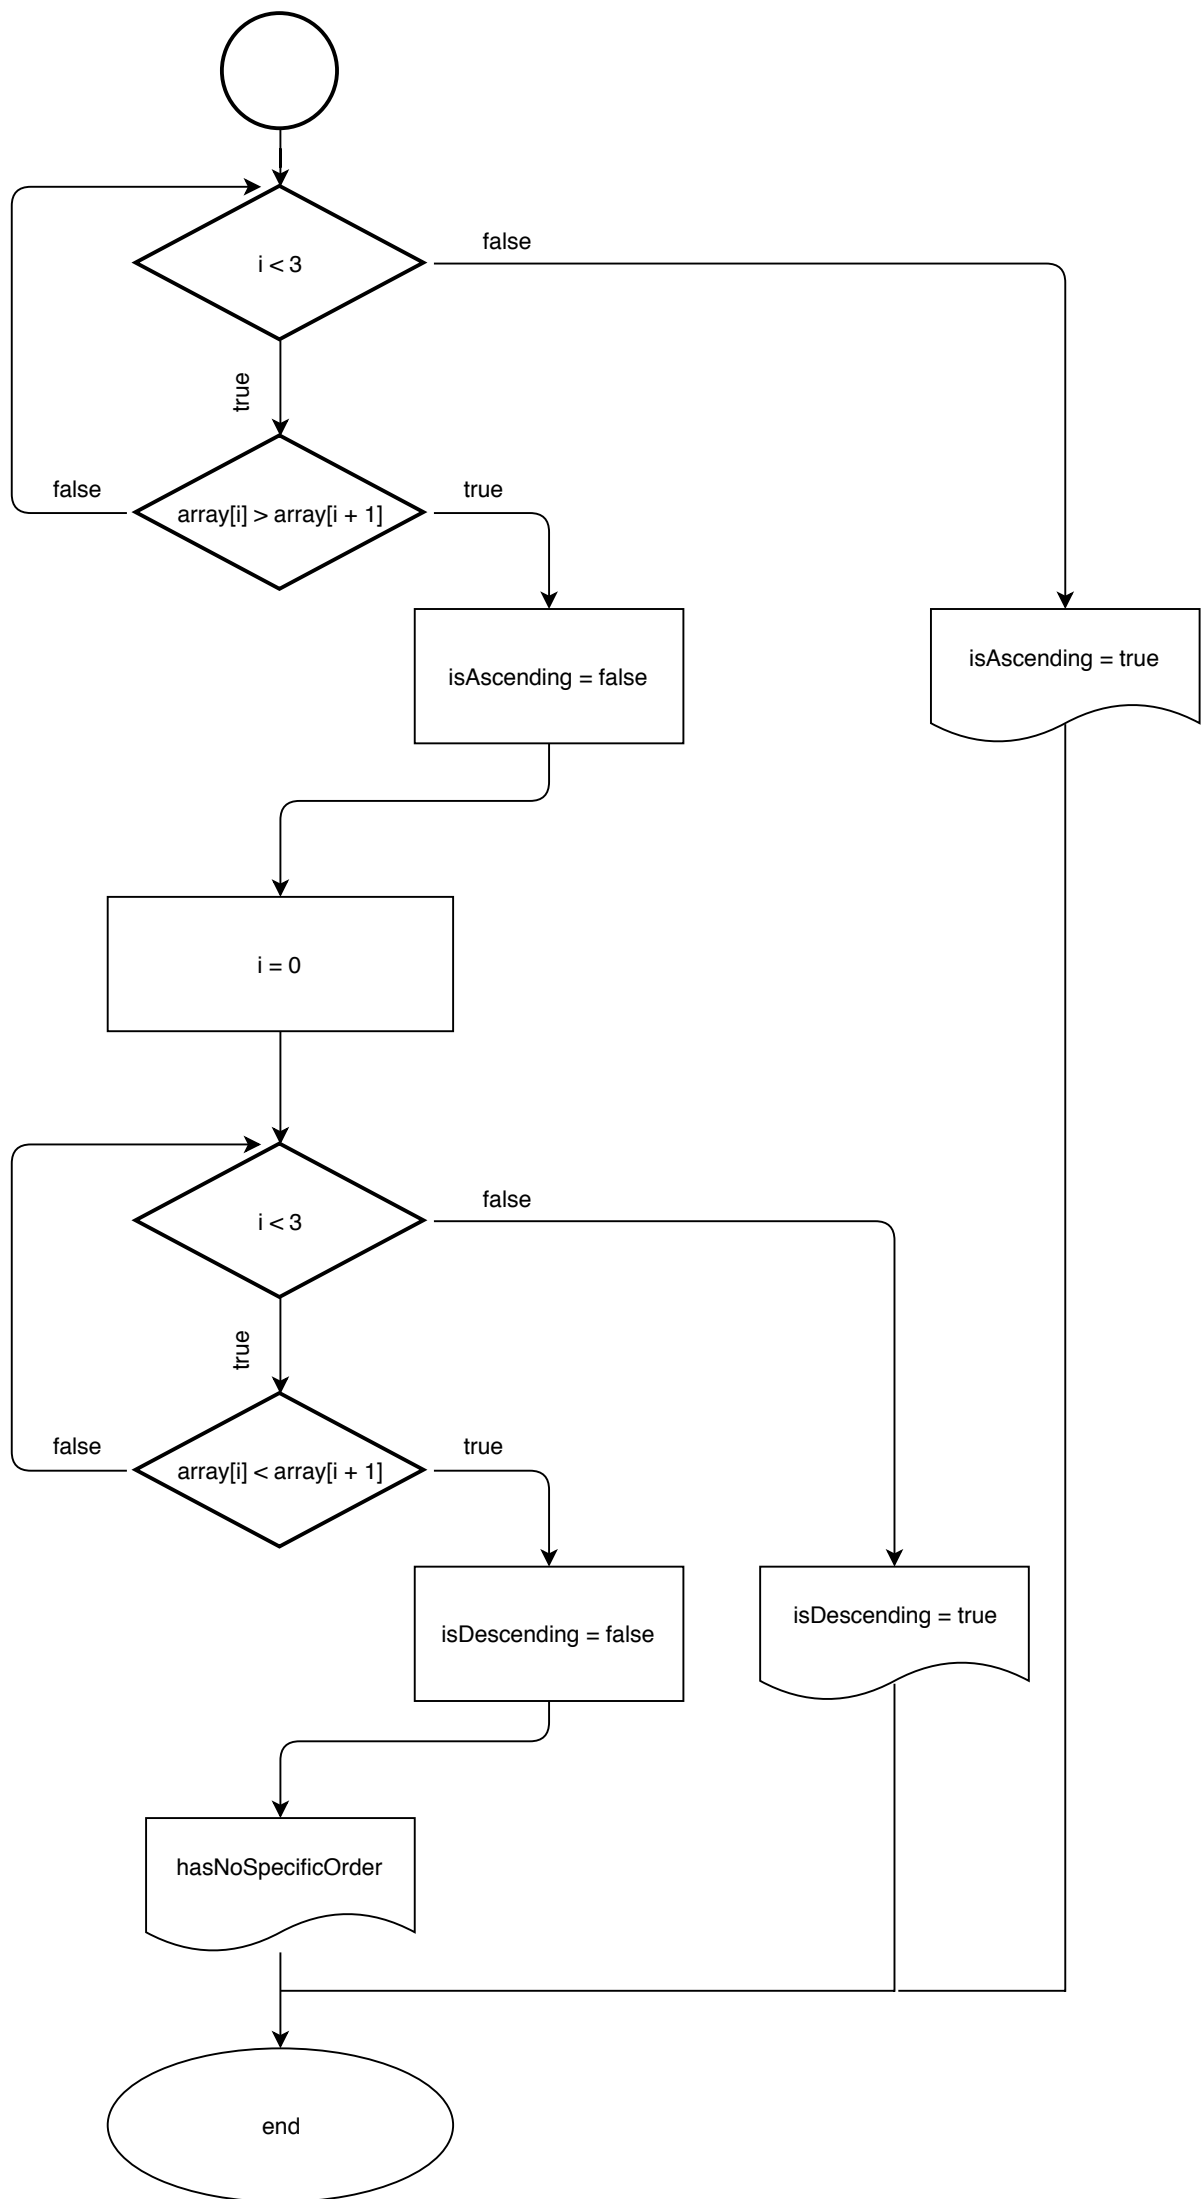 false
i < 3
true
false
true
array[i] > array[i + 1]
isAscending = false
isAscending = true
i = 0
false
i < 3
true
false
true
array[i] < array[i + 1]
isDescending = false
isDescending = true
hasNoSpecificOrder
end